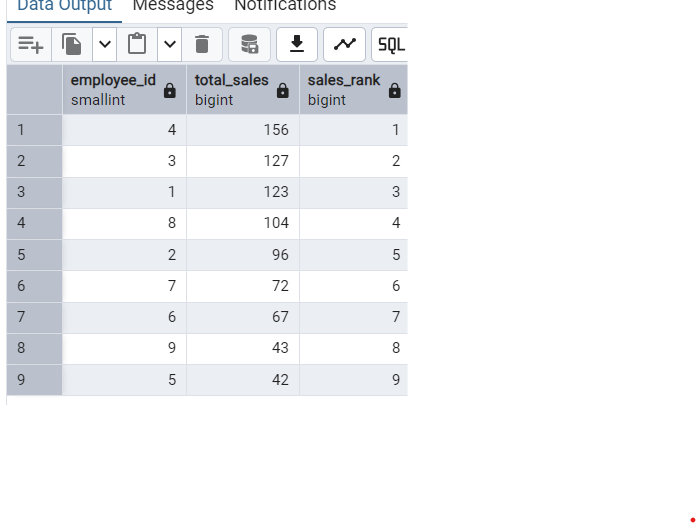 Data Output Messages Notifications
SQL
employee_id total_sales sales_rank
smallint bigint bigint
1 4 156 1
2 3 127 2
3 1 123 3
4 8 104 4
5 2 96 5
6 7 72 6
7 6 67 7
8 9 43 8
9 5 42 9